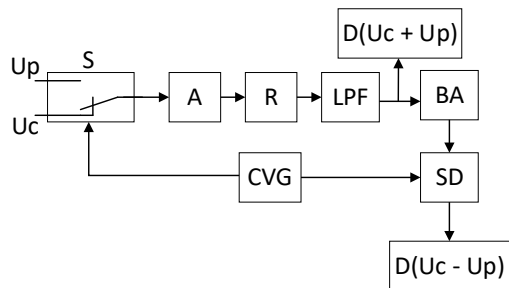 D(Uc + Up)
Up
S
A
R
LPF
BA
Uc
CVG
SD
D(Uc - Up)